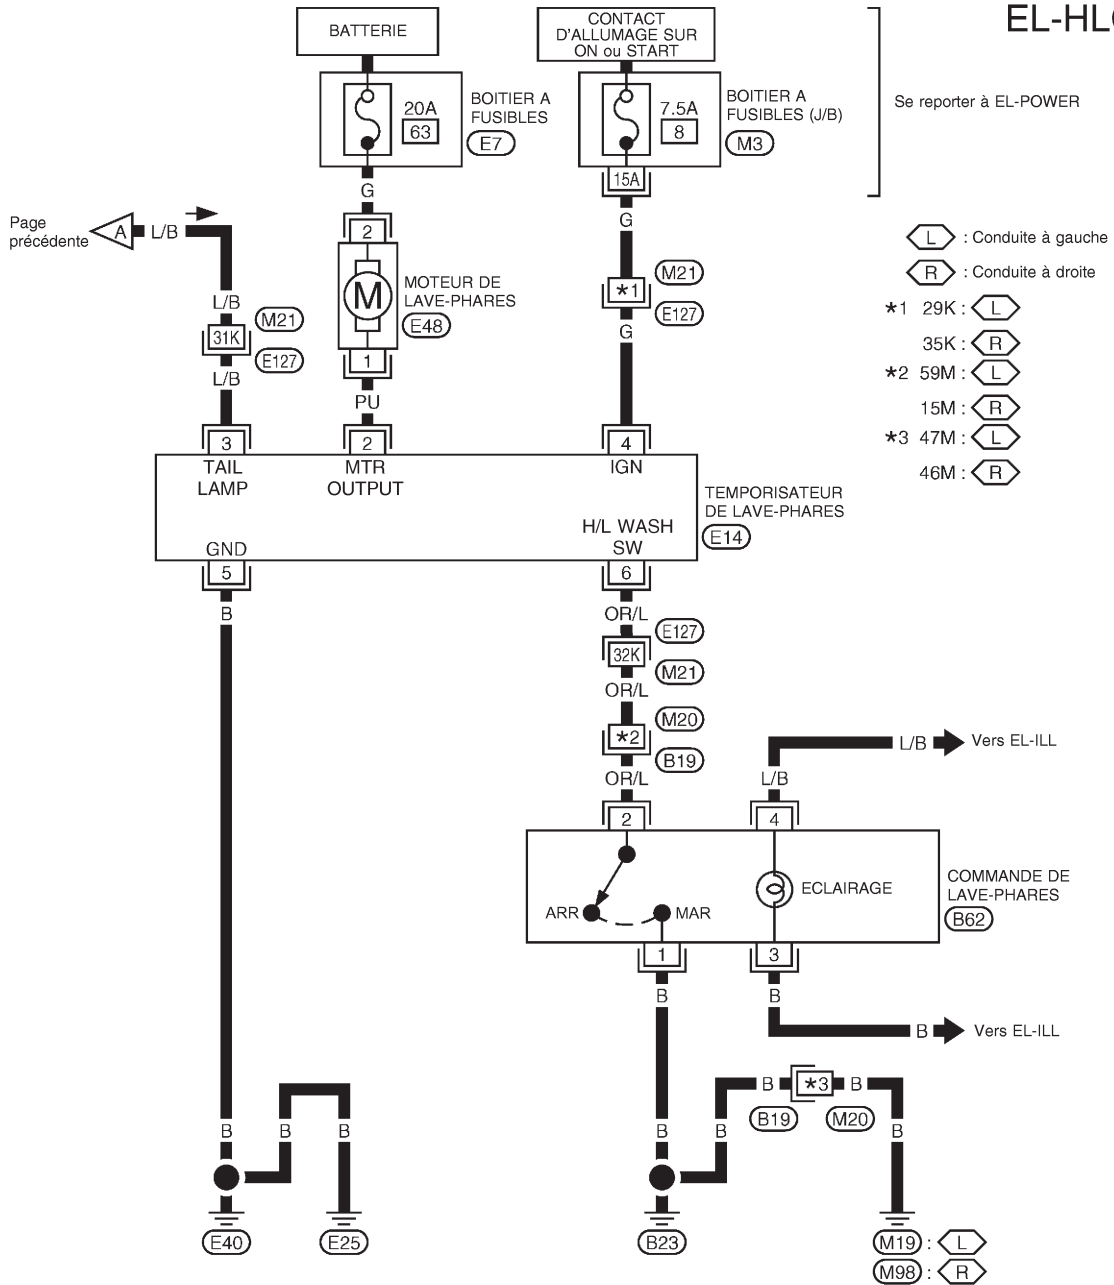 EL-HL
BATTERIE
CONTACT
D'ALLUMAGE SUR
ON ou START
20A
63
BOITIER A
FUSIBLES
E7
7.5A
8
BOITIER A
FUSIBLES (J/B)
M3
Se reporter à EL-POWER
15A
G
G
Page
précédente
A
L/B
2
L : Conduite à gauche
R : Conduite à droite
M
MOTEUR DE
LAVE-PHARES
E48
M21
*1
E127
*1 29K : L
35K : R
*2 59M : L
15M : R
*3 47M : L
46M : R
L/B
M21
31K
E127
L/B
1
PU
G
3
2
4
TAIL
LAMP
MTR
OUTPUT
IGN
TEMPORISATEUR
DE LAVE-PHARES
E14
GND
H/L WASH
SW
5
6
B
OR/L
E127
32K
M21
OR/L
M20
*2
B19
OR/L
L/B
Vers EL-ILL
L/B
2
4
ARR
MAR
ECLAIRAGE
COMMANDE DE
LAVE-PHARES
B62
1
3
B
B
B
Vers EL-ILL
B
*3
B
B19
M20
B
B
B
B
B
B
E40
E25
B23
M19 : L
M98 : R